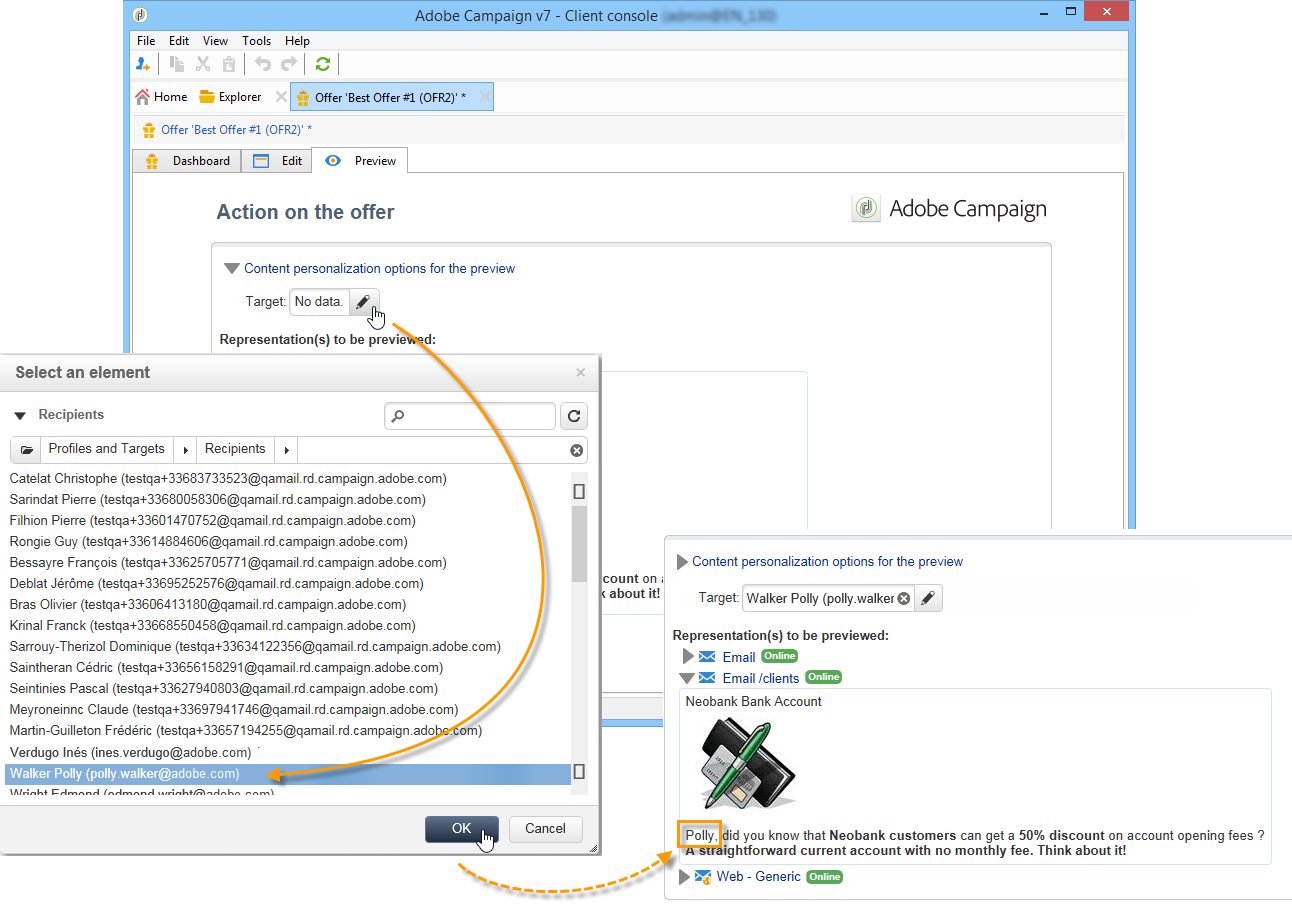 Adobe Campaign v7 - Client console
File Edit View Tools Help
Home Explorer Offer 'Best Offer #1 (OFR2)' *
Offer 'Best Offer #1 (OFR2)' *
Dashboard Edit Preview
Action on the offer
Adobe Campaign
Content personalization options for the preview
Target: No data.
Representation(s) to be previewed:
Select an element
Recipients
Profiles and Targets Recipients
Catelat Christophe (testqa+33683733523@qamail.rd.campaign.adobe.com)
Sarindat Pierre (testqa+33680058306@qamail.rd.campaign.adobe.com)
Filhion Pierre (testqa+33601470752@qamail.rd.campaign.adobe.com)
Rongie Guy (testqa+33614884606@qamail.rd.campaign.adobe.com)
Bessayre François (testqa+33625705771@qamail.rd.campaign.adobe.com)
Deblat Jérôme (testqa+33695252576@qamail.rd.campaign.adobe.com)
Bras Olivier (testqa+33606413180@qamail.rd.campaign.adobe.com)
Krinal Franck (testqa+33668550458@qamail.rd.campaign.adobe.com)
Sarrouy-Therizol Dominique (testqa+33634122356@qamail.rd.campaign.adobe.com)
Saintheran Cédric (testqa+33656158291@qamail.rd.campaign.adobe.com)
Seintinies Pascal (testqa+33627940803@qamail.rd.campaign.adobe.com)
Meyroneinnc Claude (testqa+33697941746@qamail.rd.campaign.adobe.com)
Martin-Guilleton Frédéric (testqa+33657194255@qamail.rd.campaign.adobe.com)
Verdugo Inés (ines.verdugo@adobe.com)
Walker Polly (polly.walker@adobe.com)
Wright Edmond (edmond.wright@adobe.com)
OK Cancel
count on a
k about it!
Content personalization options for the preview
Target: Walker Polly (polly.walker
Representation(s) to be previewed:
Email Online
Email /clients Online
Neobank Bank Account
Polly, did you know that Neobank customers can get a 50% discount on account opening fees ?
A straightforward current account with no monthly fee. Think about it!
Web - Generic Online